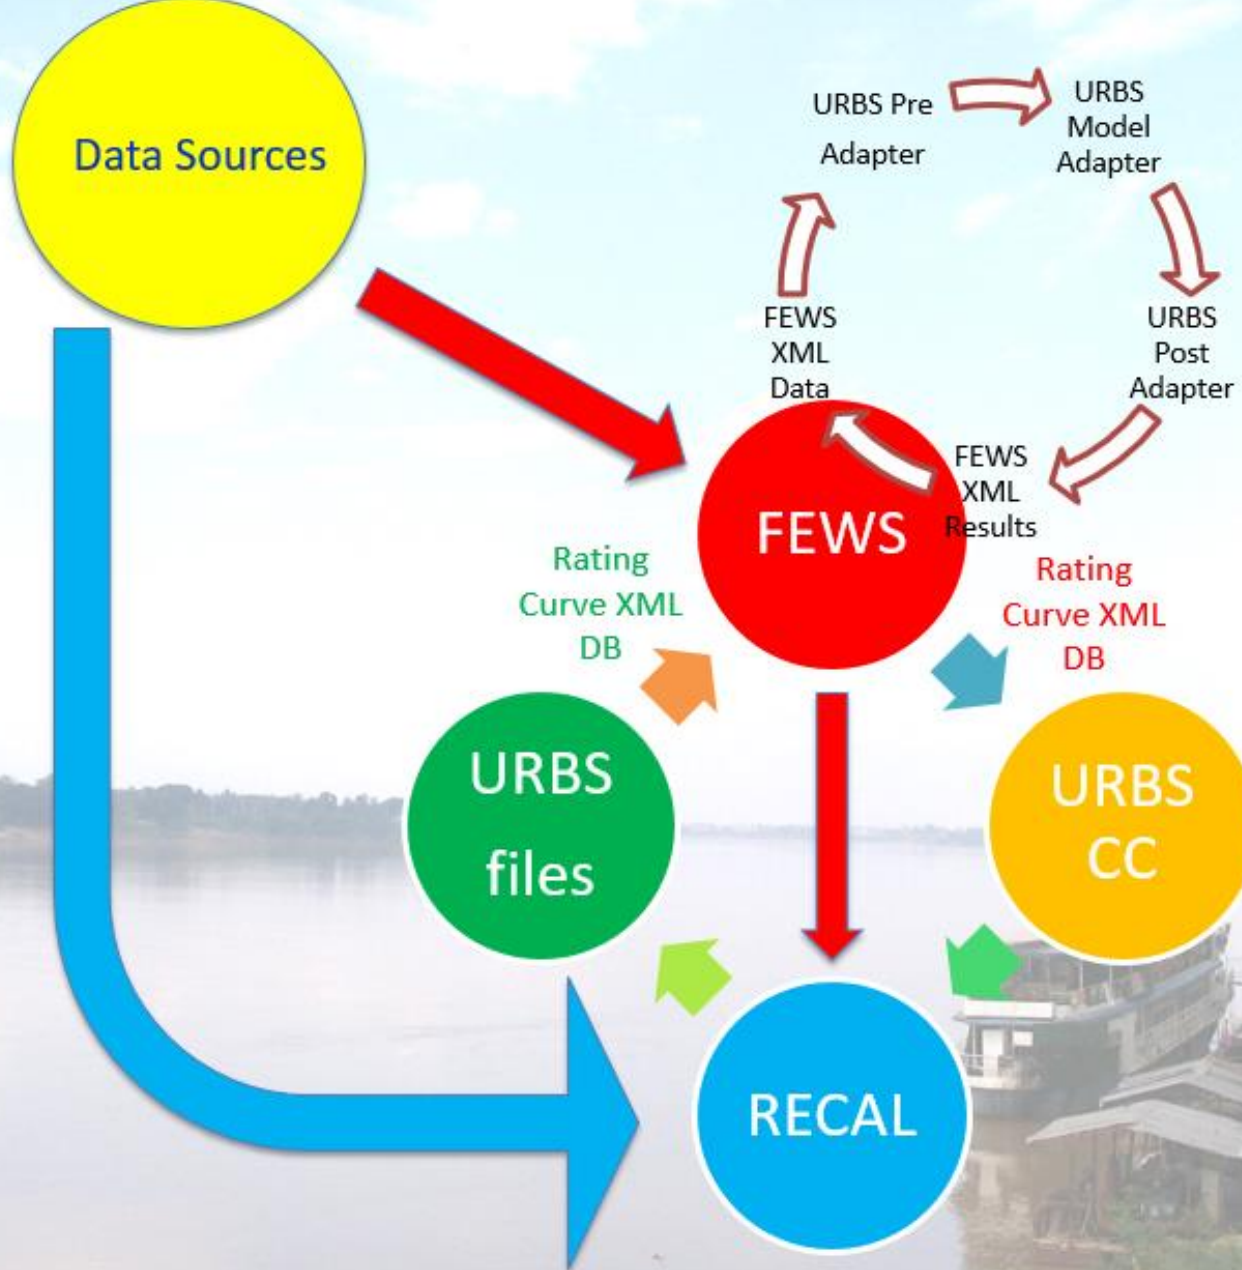 Data Sources
URBS Pre
Adapter
URBS
Model
Adapter
FEWS
XML
Data
URBS
Post
Adapter
FEWS
XML
Results
FEWS
Rating
Curve XML
DB
Rating
Curve XML
DB
URBS
files
URBS
CC
RECAL